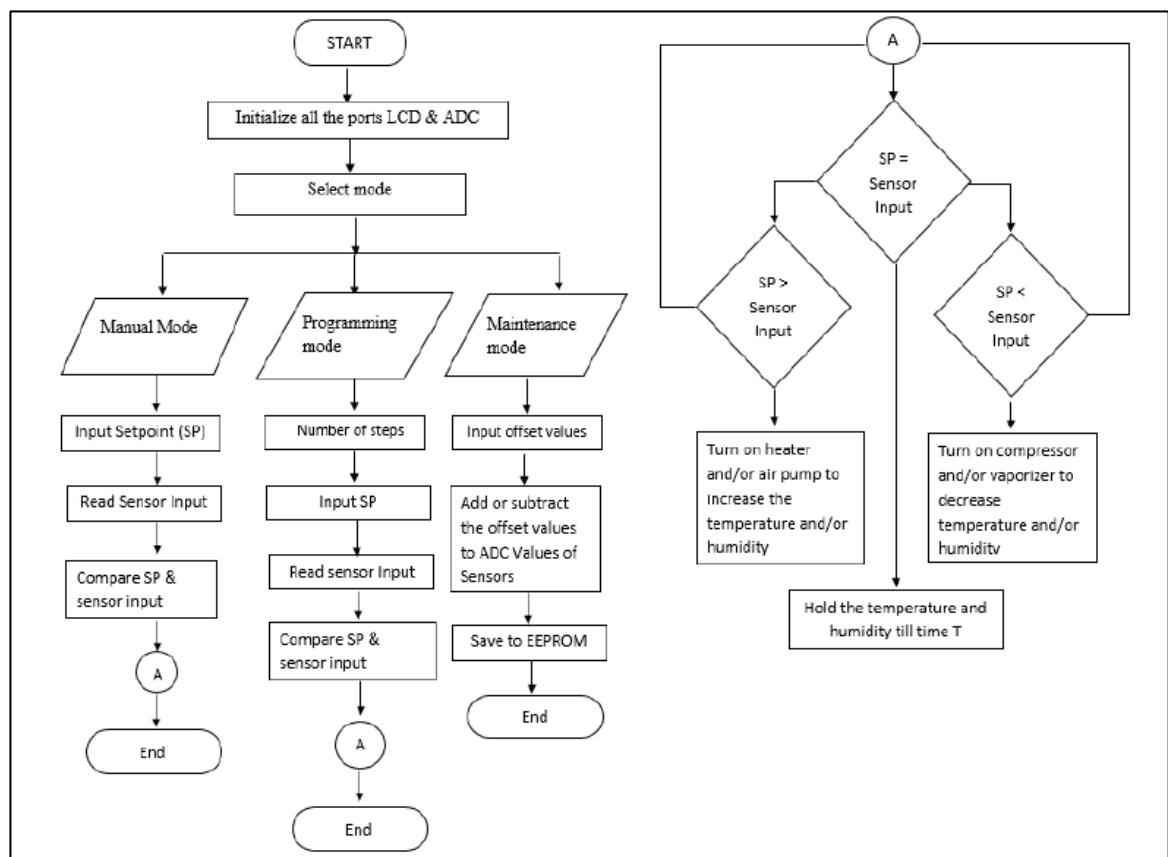 START
Initialize all the ports LCD & ADC
Select mode
Manual Mode
Input Setpoint (SP)
Read Sensor Input
Compare SP &
sensor input
A
End
Programming
mode
Number of steps
Input SP
Read sensor Input
Compare SP &
sensor input
A
End
Maintenance
mode
Input offset values
Add or subtract
the offset values
to ADC Values of
Sensors
Save to EEPROM
End
A
SP =
Sensor
Input
SP >
Sensor
Input
SP <
Sensor
Input
Turn on heater
and/or air pump to
increase the
temperature and/or
humidity
Turn on compressor
and/or vaporizer to
decrease
temperature and/or
humidity
Hold the temperature and
humidity till time T